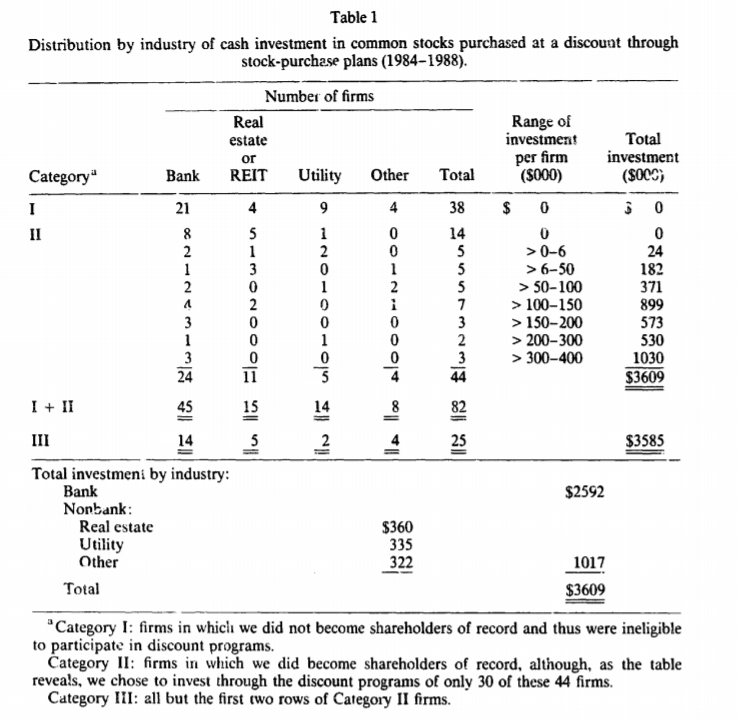 Table 1
Distribution by industry of cash investment in common stocks purchased at a discount through
stock-purchase plans (1984–1988).
Number of firms
Real
estate Range of investment Total
or per firm investment
Category^a Bank REIT Utility Other Total ($000) ($000)
I 21 4 9 4 38 $ 0 $ 0
II 8 5 1 0 14 0 0
2 1 2 0 5 >0–6 24
1 3 0 1 5 >6–50 182
2 0 1 2 5 >50–100 371
4 2 0 1 7 >100–150 899
3 0 0 0 3 >150–200 573
1 0 1 0 2 >200–300 530
3 0 0 0 3 >300–400 1030
24 11 5 4 44 $3609
I + II 45 15 14 8 82
III 14 5 2 4 25 $3585
Total investment by industry:
Bank $2592
Nonbank:
Real estate $360
Utility 335
Other 322 1017
Total $3609
^a Category I: firms in which we did not become shareholders of record and thus were ineligible
to participate in discount programs.
Category II: firms in which we did become shareholders of record, although, as the table
reveals, we chose to invest through the discount programs of only 30 of these 44 firms.
Category III: all but the first two rows of Category II firms.